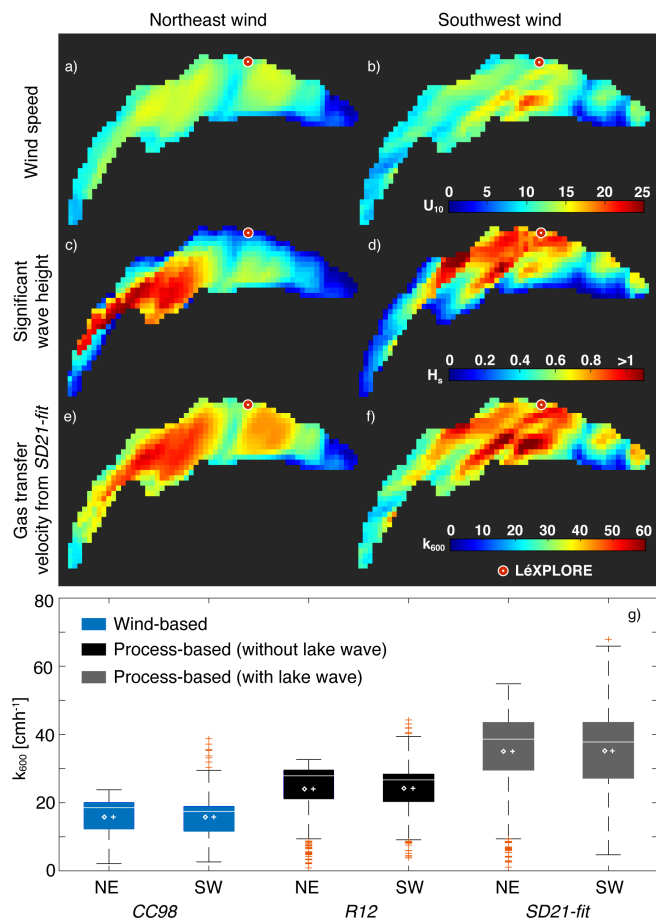 Northeast wind
Southwest wind
Wind speed
a)
b)
U10
0 5 10 15 20 25
Significant
wave height
c)
d)
Hs
0 0.2 0.4 0.6 0.8 >1
Gas transfer
velocity from SD21-fit
e)
f)
k600
0 10 20 30 40 50 60
LéXPLORE
g)
Wind-based
Process-based (without lake wave)
Process-based (with lake wave)
k600 [cmh-1]
80
60
40
20
0
NE SW NE SW NE SW
CC98 R12 SD21-fit